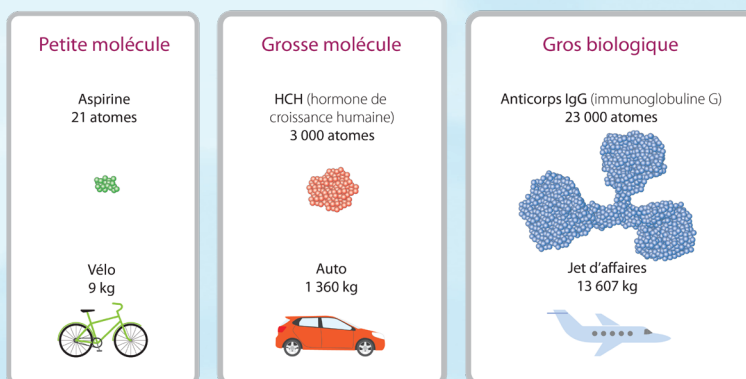 Petite molécule
Aspirine
21 atomes
Vélo
9 kg
Grosse molécule
HCH (hormone de
croissance humaine)
3 000 atomes
Auto
1 360 kg
Gros biologique
Anticorps IgG (immunoglobuline G)
23 000 atomes
Jet d’affaires
13 607 kg